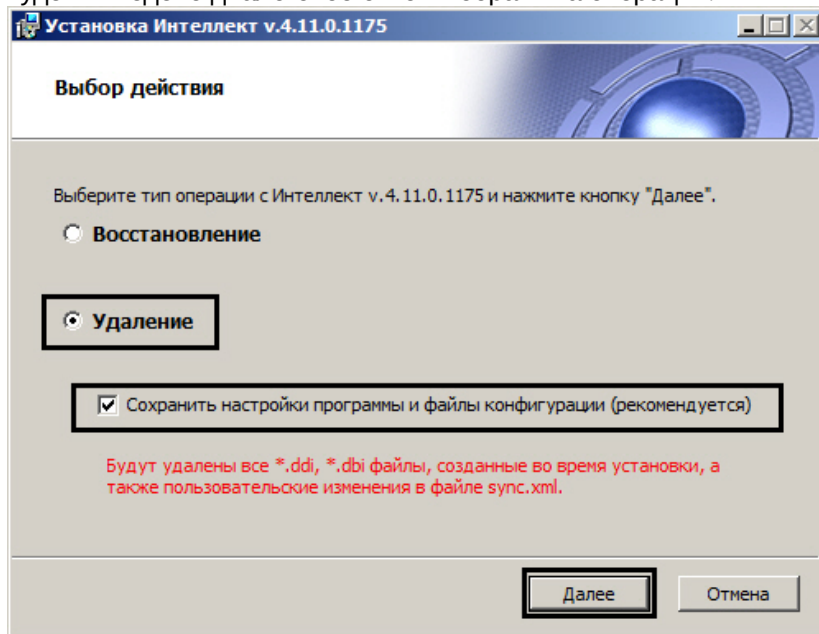 Установка Интеллект v.4.11.0.1175
Выбор действия
Выберите тип операции с Интеллект v.4.11.0.1175 и нажмите кнопку "Далее".
Восстановление
Удаление
Сохранить настройки программы и файлы конфигурации (рекомендуется)
Будут удалены все *.ddi, *.dbi файлы, созданные во время установки, а
также пользовательские изменения в файле sync.xml.
Далее
Отмена